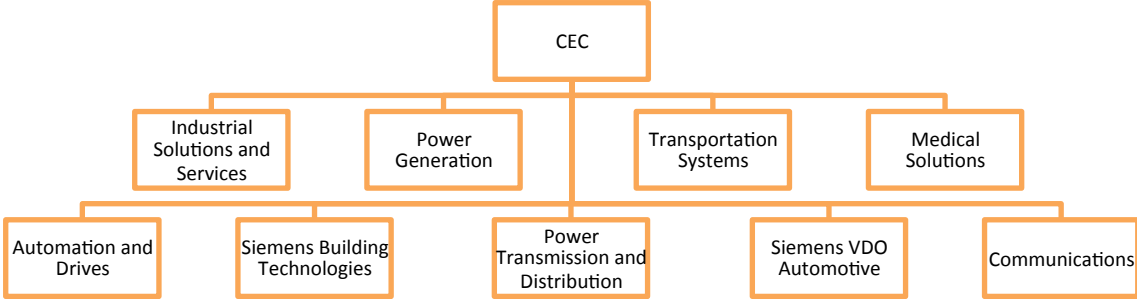 CEC
Industrial
Solutions and
Services
Power
Generation
Transportation
Systems
Medical
Solutions
Automation and
Drives
Siemens Building
Technologies
Power
Transmission and
Distribution
Siemens VDO
Automotive
Communications